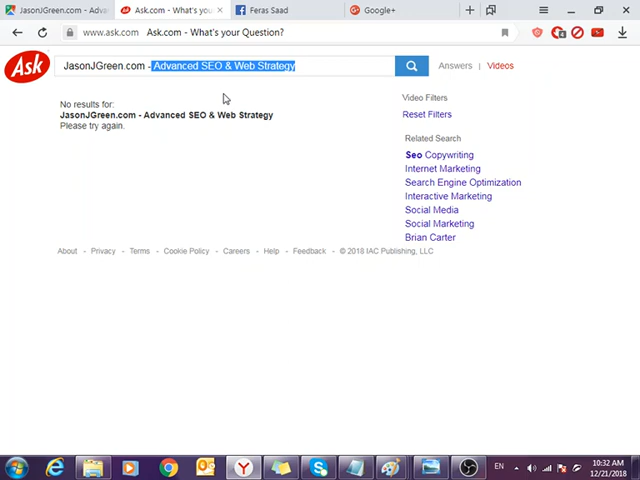 JasonJGreen.com - Adva
Ask.com - What's you
Feras Saad
Google+
www.ask.com Ask.com - What's your Question?
4
Ask
JasonJGreen.com - Advanced SEO & Web Strategy
Answers
Videos
No results for:
JasonJGreen.com - Advanced SEO & Web Strategy
Please try again.
Video Filters
Reset Filters
Related Search
Seo Copywriting
Internet Marketing
Search Engine Optimization
Interactive Marketing
Social Media
Social Marketing
Brian Carter
About - Privacy - Terms - Cookie Policy - Careers - Help - Feedback - © 2018 IAC Publishing, LLC
EN
10:32 AM
12/21/2018